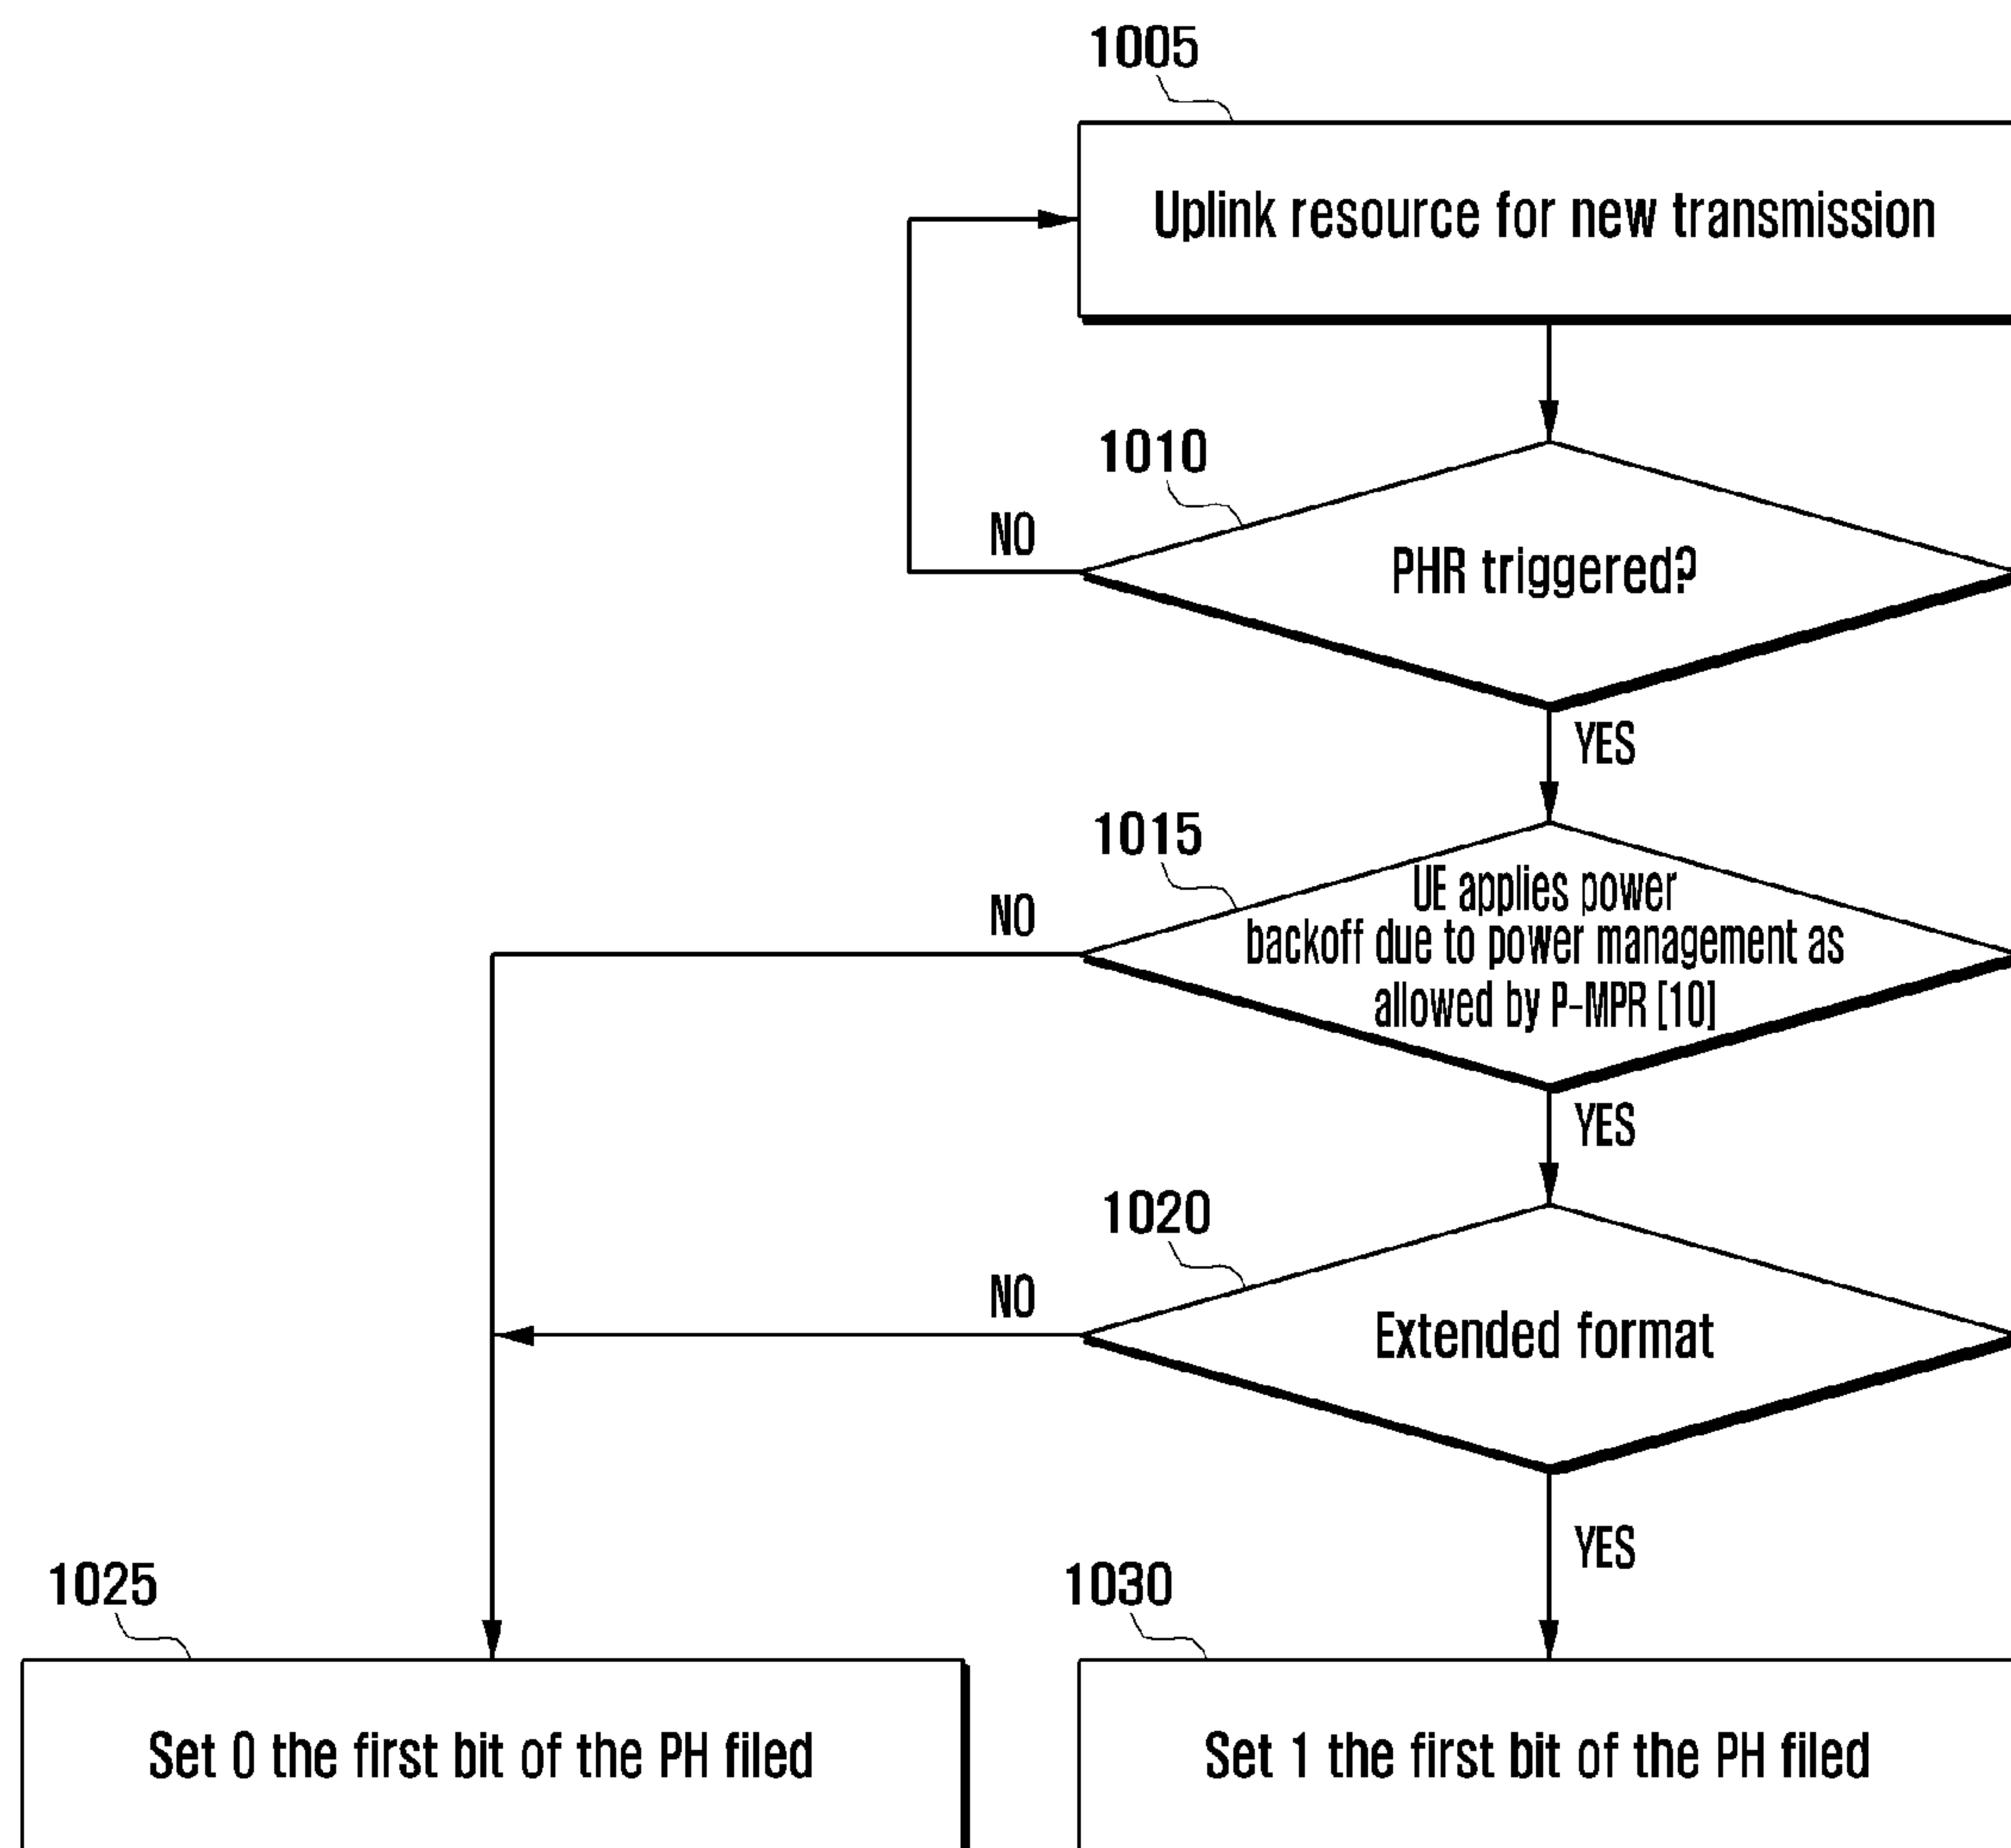 1005
Uplink resource for new transmission
1010
NO
PHR triggered?
YES
1015
NO
UE applies power
backoff due to power management as
allowed by P-MPR [10]
YES
1020
NO
Extended format
YES
1025
1030
Set 0 the first bit of the PH filed
Set 1 the first bit of the PH filed